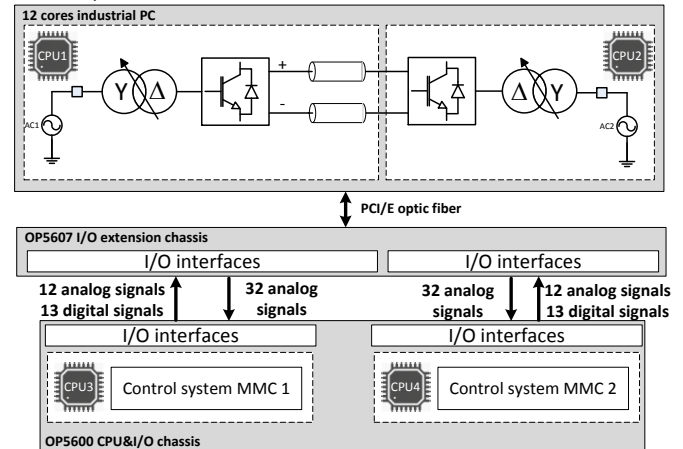 12 cores industrial PC
CPU1
CPU2
+
Y
Δ
Δ
Y
-
AC1
AC2
PCI/E optic fiber
OP5607 I/O extension chassis
I/O interfaces
I/O interfaces
12 analog signals
13 digital signals
32 analog
signals
32 analog
signals
12 analog signals
13 digital signals
I/O interfaces
I/O interfaces
CPU3
Control system MMC 1
CPU4
Control system MMC 2
OP5600 CPU&I/O chassis